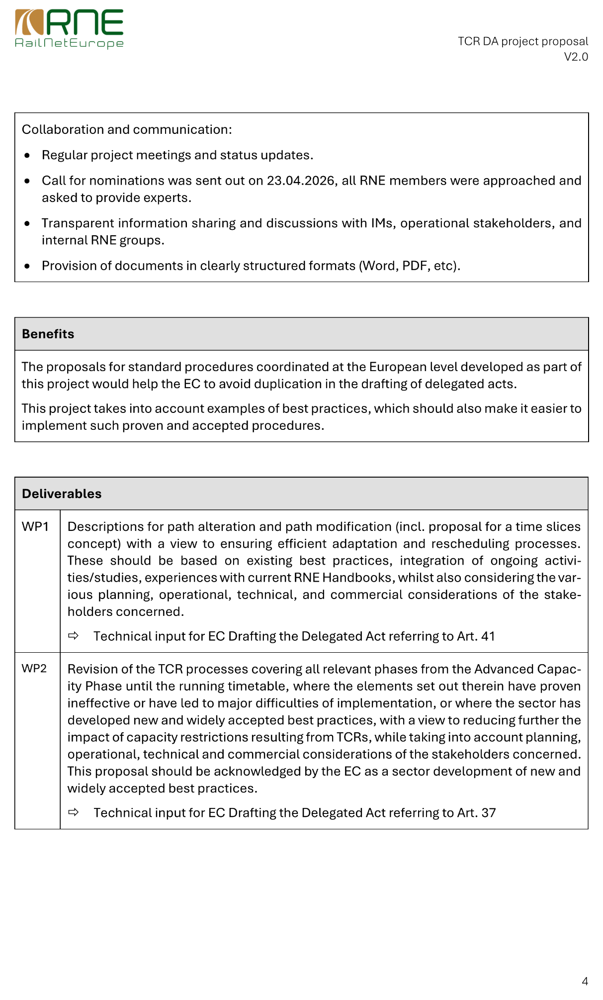 RNE
RailNetEurope
TCR DA project proposal
V2.0
Collaboration and communication:
• Regular project meetings and status updates.
• Call for nominations was sent out on 23.04.2026, all RNE members were approached and
asked to provide experts.
• Transparent information sharing and discussions with IMs, operational stakeholders, and
internal RNE groups.
• Provision of documents in clearly structured formats (Word, PDF, etc).
Benefits
The proposals for standard procedures coordinated at the European level developed as part of
this project would help the EC to avoid duplication in the drafting of delegated acts.
This project takes into account examples of best practices, which should also make it easier to
implement such proven and accepted procedures.
Deliverables
WP1 Descriptions for path alteration and path modification (incl. proposal for a time slices
concept) with a view to ensuring efficient adaptation and rescheduling processes.
These should be based on existing best practices, integration of ongoing activi-
ties/studies, experiences with current RNE Handbooks, whilst also considering the var-
ious planning, operational, technical, and commercial considerations of the stake-
holders concerned.
⇨ Technical input for EC Drafting the Delegated Act referring to Art. 41
WP2 Revision of the TCR processes covering all relevant phases from the Advanced Capac-
ity Phase until the running timetable, where the elements set out therein have proven
ineffective or have led to major difficulties of implementation, or where the sector has
developed new and widely accepted best practices, with a view to reducing further the
impact of capacity restrictions resulting from TCRs, while taking into account planning,
operational, technical and commercial considerations of the stakeholders concerned.
This proposal should be acknowledged by the EC as a sector development of new and
widely accepted best practices.
⇨ Technical input for EC Drafting the Delegated Act referring to Art. 37
4